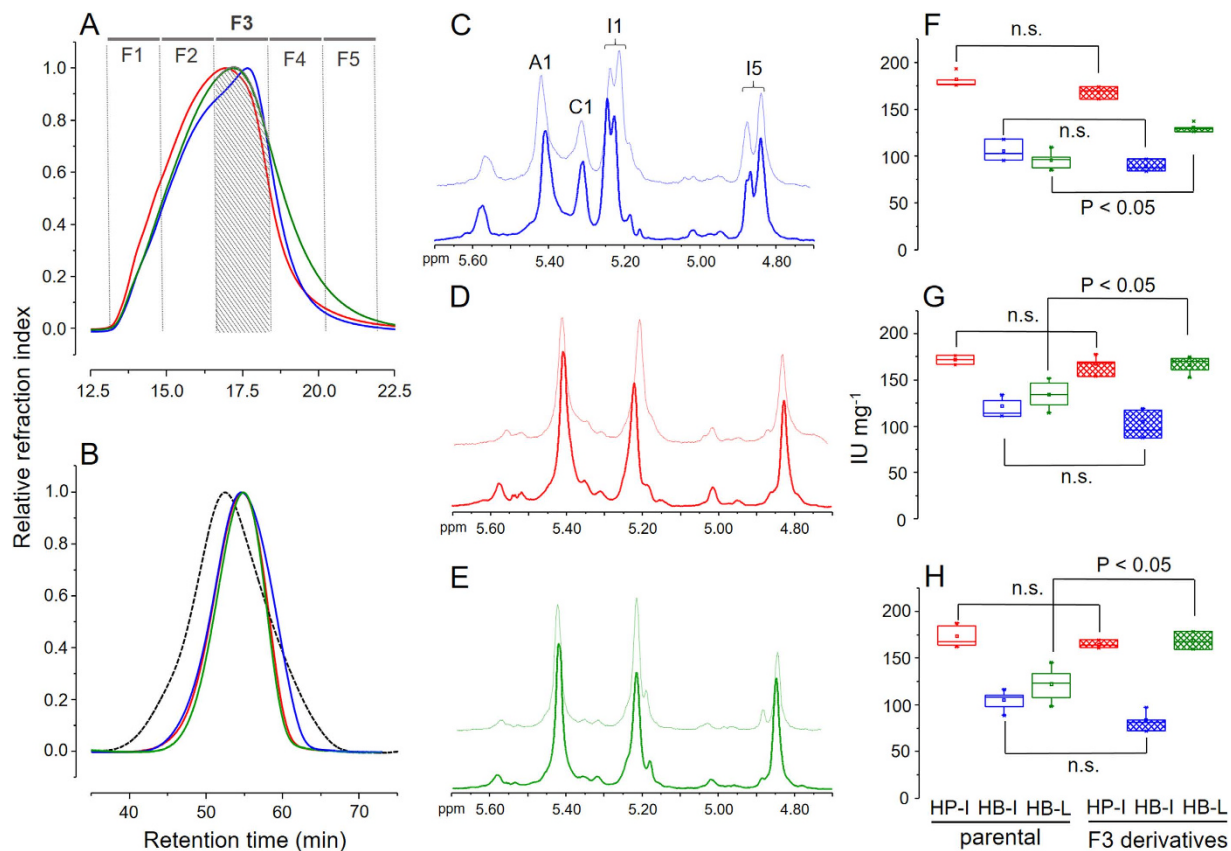 A
F3
F1 F2 F4 F5
1.0
0.8
0.6
0.4
0.2
0.0
12.5 15.0 17.5 20.0 22.5
B
1.0
0.8
0.6
0.4
0.2
0.0
40 50 60 70
Relative refraction index
Retention time (min)
C
A1
C1
I1
I5
ppm 5.60 5.40 5.20 5.00 4.80
D
ppm 5.60 5.40 5.20 5.00 4.80
E
ppm 5.60 5.40 5.20 5.00 4.80
F
200
150
100
50
0
n.s.
n.s.
P < 0.05
G
200
150
100
50
0
P < 0.05
n.s.
n.s.
IU mg⁻¹
H
200
150
100
50
0
P < 0.05
n.s.
n.s.
HP-I HB-I HB-L HP-I HB-I HB-L
parental F3 derivatives